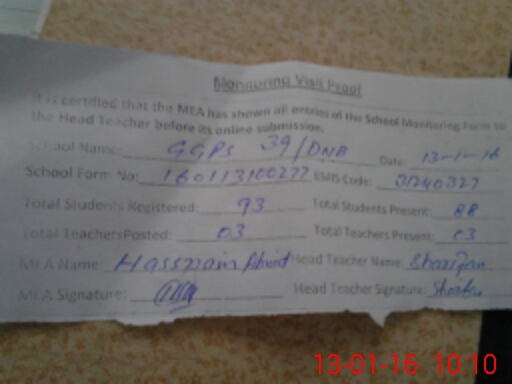 Monitoring Visit Proof
It is certified that the MEA has shown all entries of the School Monitoring Form to
the Head Teacher before its online submission.
School Name: GGPS 39/DNB Date: 13-1-16
School Form No: 160113100277 EMIS Code: 31240327
Total Students Registered: 93 Total Students Present: 88
Total TeachersPosted: 03 Total Teachers Present: 03
MEA Name: Head Teacher Name:
MEA Signature: Head Teacher Signature:
13-01-16 10:10